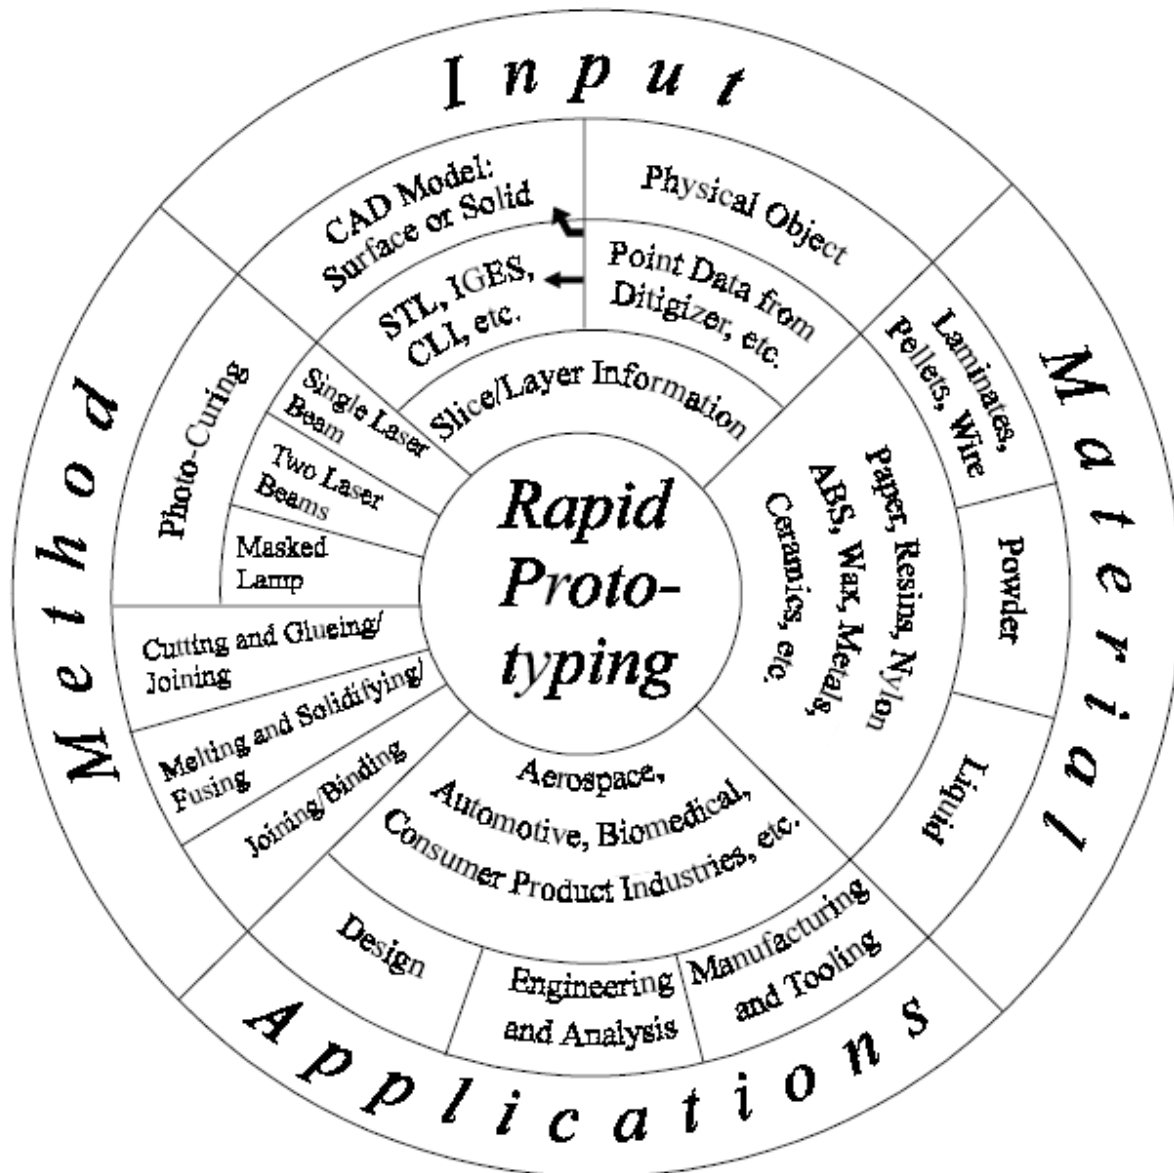 Input
CAD Model:
Surface or Solid
Physical Object
STL, IGES,
CLI, etc.
Point Data from
Ditigizer, etc.
Slice/Layer Information
Material
Laminates,
Pellets, Wire
Powder
Liquid
Paper, Resins, Nylon
ABS, Wax, Metals,
Ceramics, etc.
Rapid
Proto-
typing
Method
Photo-Curing
Single Laser
Beam
Two Laser
Beams
Masked
Lamp
Cutting and Glueing/
Joining
Melting and Solidifying/
Fusing
Joining/Binding
Aerospace,
Automotive, Biomedical,
Consumer Product Industries, etc.
Design
Engineering
and Analysis
Manufacturing
and Tooling
Applications